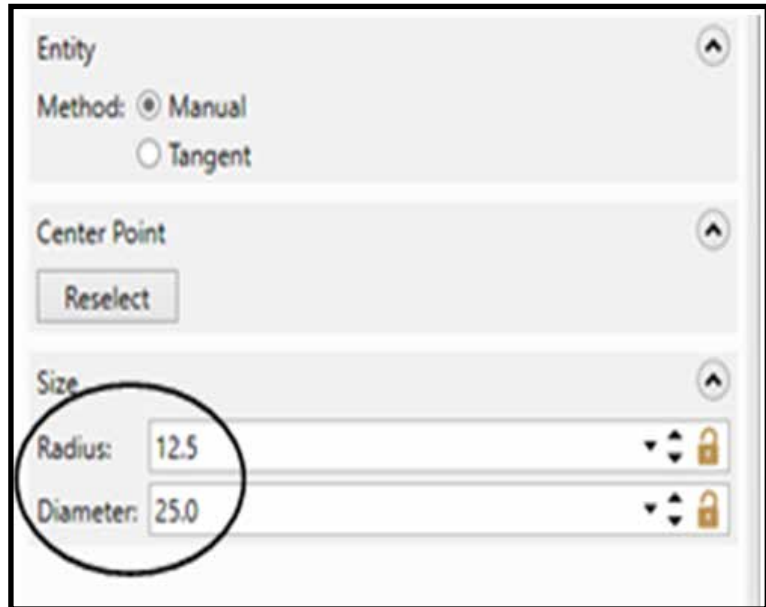 Entity
Method: Manual
Tangent
Center Point
Reselect
Size
Radius: 12.5
Diameter: 25.0